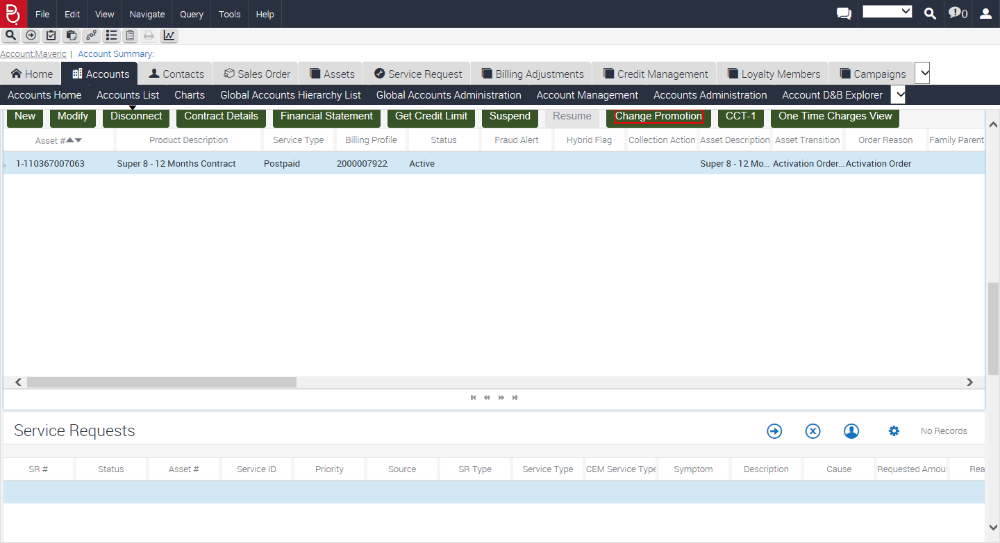 File Edit View Navigate Query Tools Help 0
Account:Maveric | Account Summary:
Home Accounts Contacts Sales Order Assets Service Request Billing Adjustments Credit Management Loyalty Members Campaigns
Accounts Home Accounts List Charts Global Accounts Hierarchy List Global Accounts Administration Account Management Accounts Administration Account D&B Explorer
New Modify Disconnect Contract Details Financial Statement Get Credit Limit Suspend Resume Change Promotion CCT-1 One Time Charges View
Asset # Product Description Service Type Billing Profile Status Fraud Alert Hybrid Flag Collection Action Asset Description Asset Transition Order Reason Family Parent
1-110367007063 Super 8 - 12 Months Contract Postpaid 2000007922 Active Super 8 - 12 Mo... Activation Order... Activation Order
Service Requests No Records
SR # Status Asset # Service ID Priority Source SR Type Service Type CEM Service Type Symptom Description Cause Requested Amou Rea